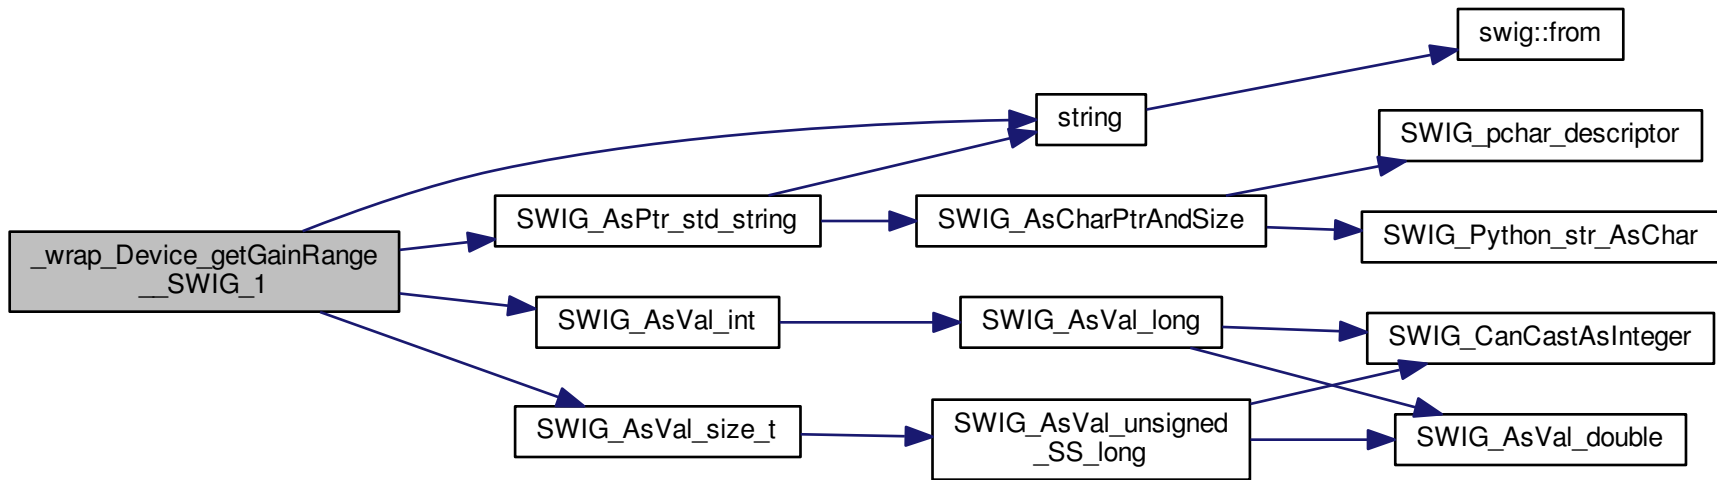 swig::from
string
SWIG_pchar_descriptor
SWIG_AsPtr_std_string
SWIG_AsCharPtrAndSize
SWIG_Python_str_AsChar
_wrap_Device_getGainRange
__SWIG_1
SWIG_AsVal_int
SWIG_AsVal_long
SWIG_CanCastAsInteger
SWIG_AsVal_size_t
SWIG_AsVal_unsigned
_SS_long
SWIG_AsVal_double